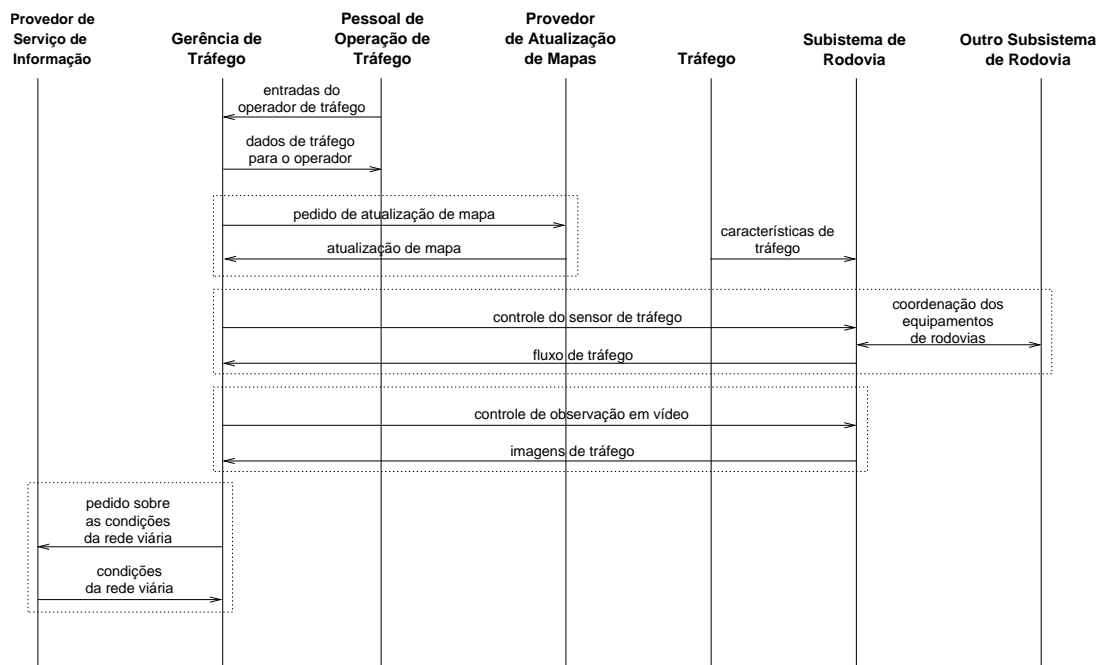 Provedor de
Serviço de
Informação
Gerência de
Tráfego
Pessoal de
Operação de
Tráfego
Provedor
de Atualização
de Mapas
Tráfego
Subistema de
Rodovia
Outro Subsistema
de Rodovia
entradas do
operador de tráfego
dados de tráfego
para o operador
pedido de atualização de mapa
atualização de mapa
características de
tráfego
controle do sensor de tráfego
fluxo de tráfego
coordenação dos
equipamentos
de rodovias
controle de observação em vídeo
imagens de tráfego
pedido sobre
as condições
da rede viária
condições
da rede viária